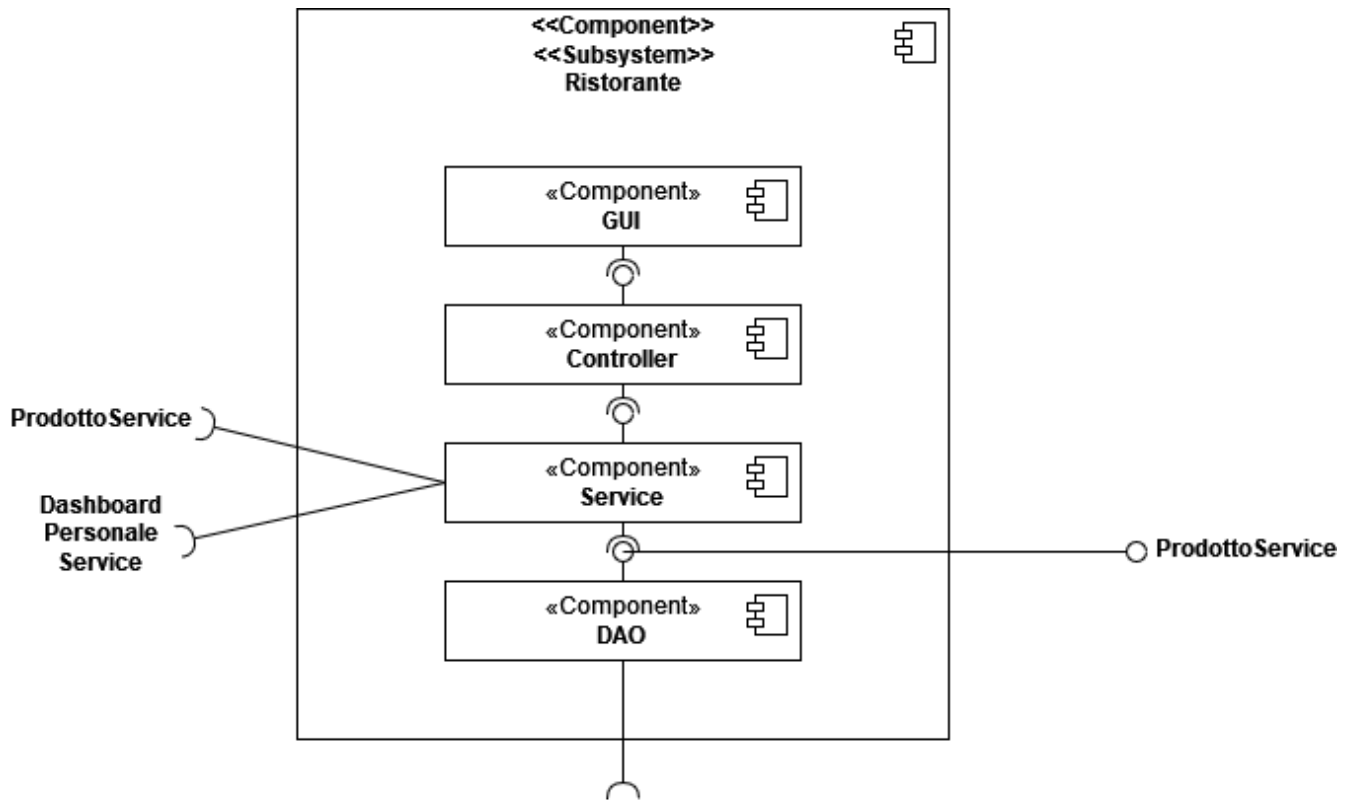 <<Component>>
<<Subsystem>>
Ristorante
«Component»
GUI
«Component»
Controller
ProdottoService
«Component»
Service
Dashboard
Personale
Service
ProdottoService
«Component»
DAO